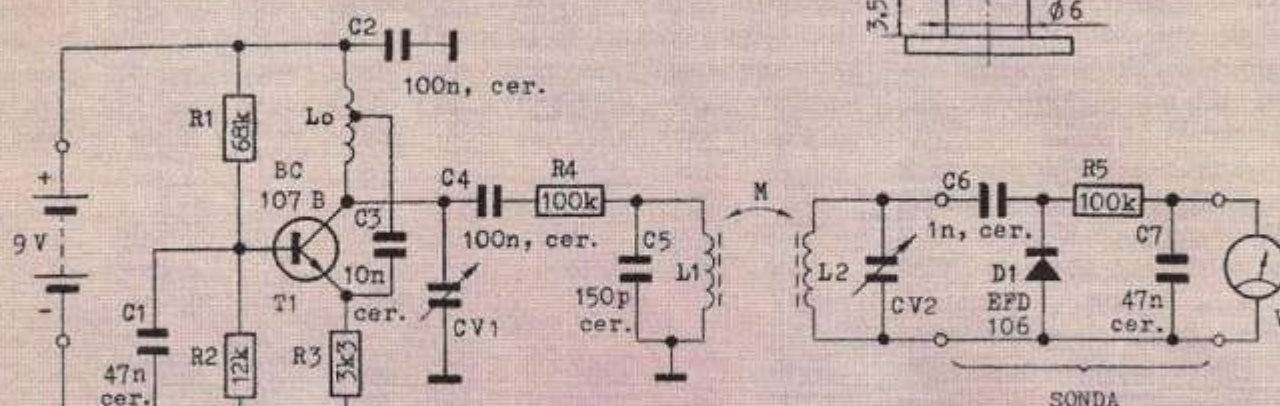 3,5
Ø6
C2
100n, cer.
R1
68k
Lo
BC
107 B
T1
+
9 V
-
C3
10n
cer.
C4
100n, cer.
R4
100k
C5
150p
cer.
L1
M
L2
CV1
CV2
C6
1n, cer.
D1
EFD
106
R5
100k
C7
47n
cer.
C1
47n
cer.
R2
12k
R3
3k3
SONDA